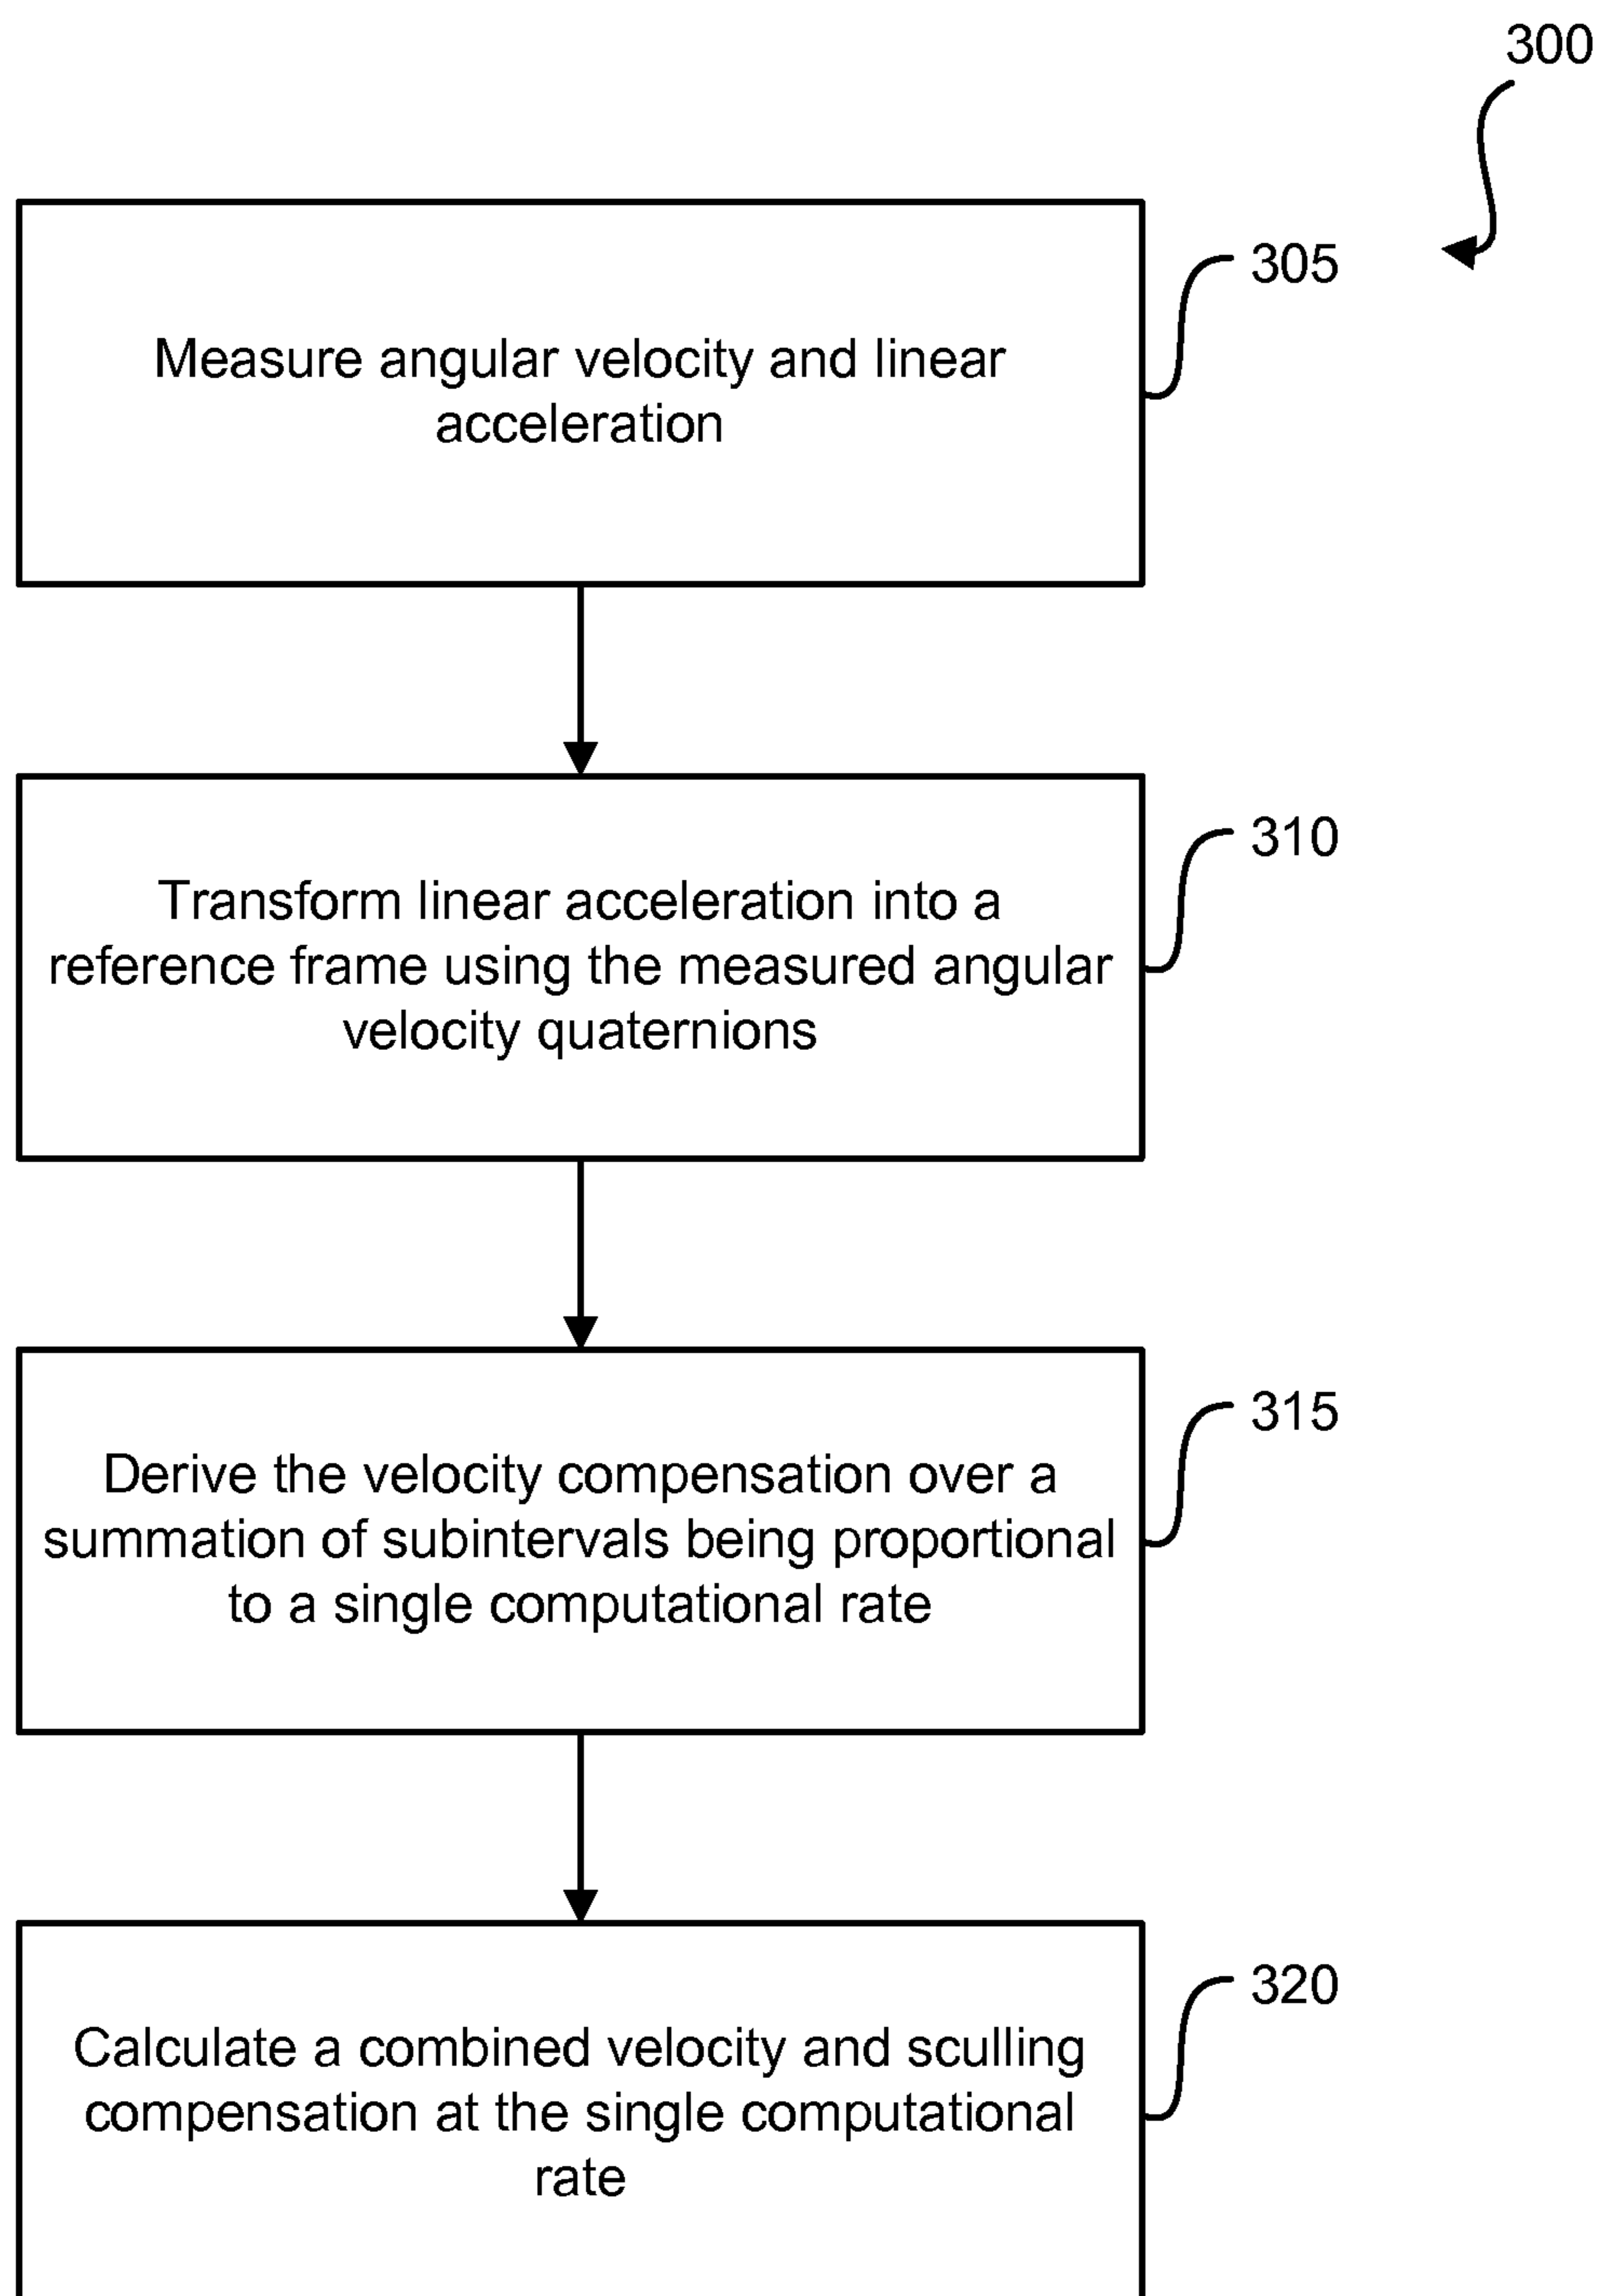 300
305
Measure angular velocity and linear
acceleration
310
Transform linear acceleration into a
reference frame using the measured angular
velocity quaternions
315
Derive the velocity compensation over a
summation of subintervals being proportional
to a single computational rate
320
Calculate a combined velocity and sculling
compensation at the single computational
rate